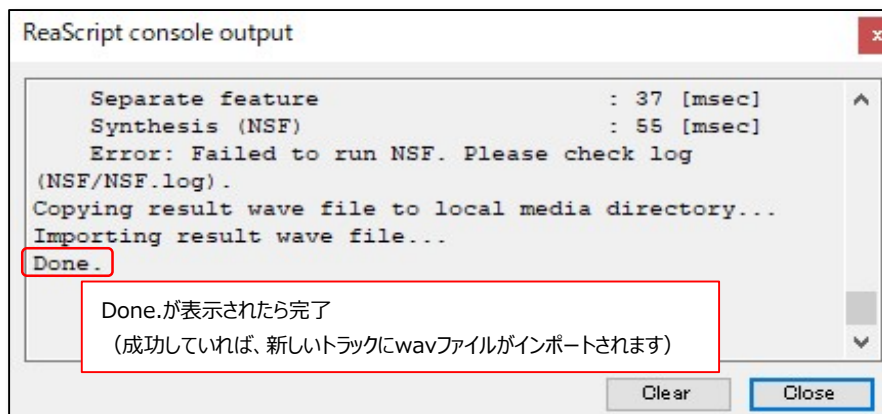 ReaScript console output
x
Separate feature : 37 [msec]
Synthesis (NSF) : 55 [msec]
Error: Failed to run NSF. Please check log
(NSF/NSF.log).
Copying result wave file to local media directory...
Importing result wave file...
Done.
Done.が表示されたら完了
（成功していれば、新しいトラックにwavファイルがインポートされます）
Clear
Close